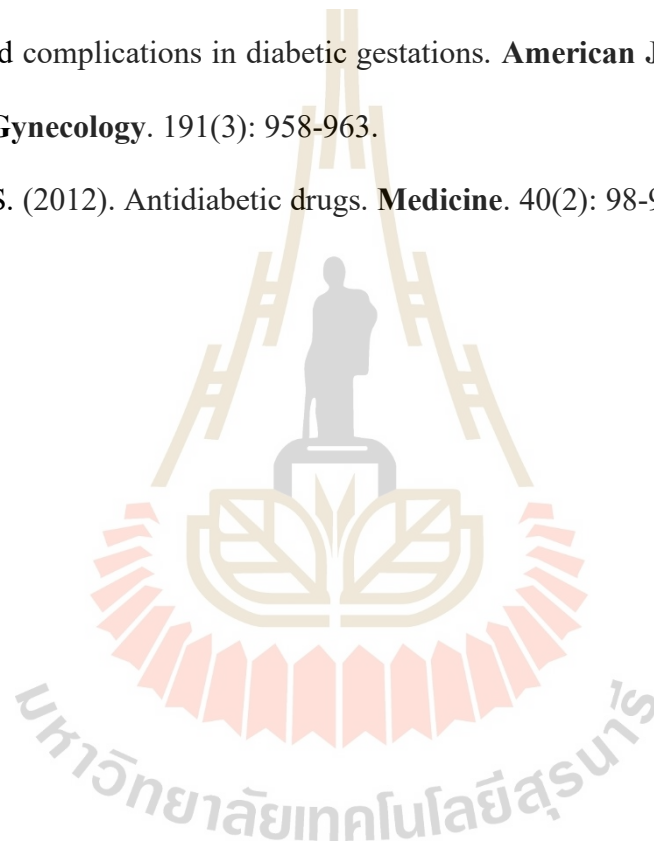 d complications in diabetic gestations. American J
Gynecology. 191(3): 958-963.
S. (2012). Antidiabetic drugs. Medicine. 40(2): 98-9
มหาวิทยาลัยเทคโนโลยีสุรนารี